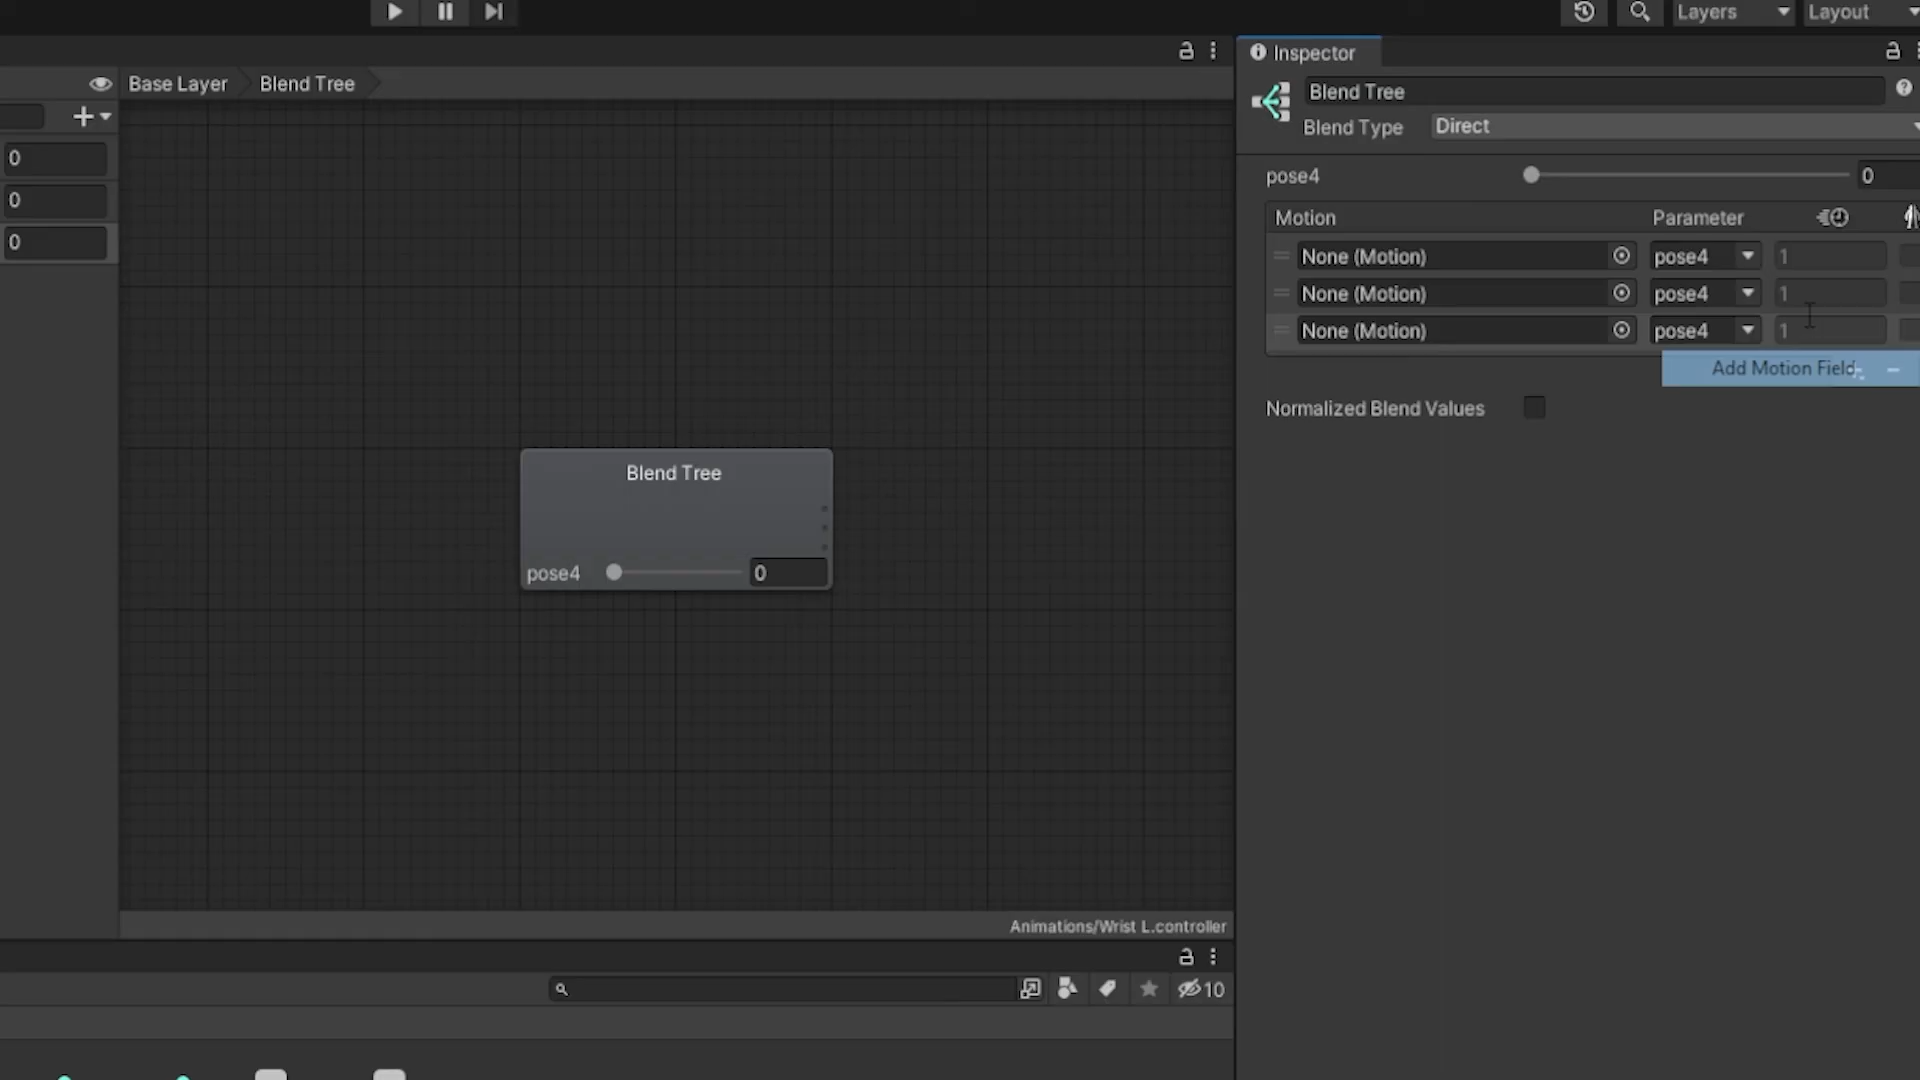 Layers
Layout
Inspector
Base Layer
Blend Tree
Blend Tree
Blend Type
Direct
0
0
0
pose4
0
Motion
Parameter
None (Motion)
pose4
1
None (Motion)
pose4
1
None (Motion)
pose4
1
Add Motion Field
Normalized Blend Values
Blend Tree
pose4
0
Animations/Wrist L.controller
10